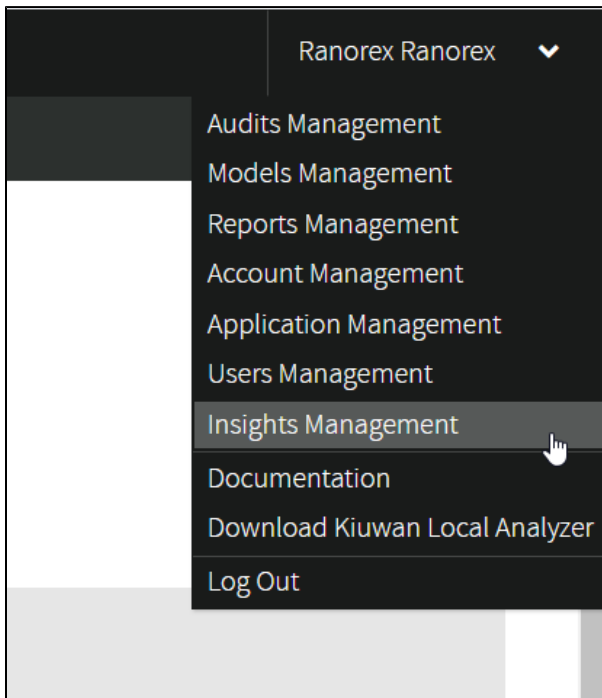 Ranorex Ranorex
Audits Management
Models Management
Reports Management
Account Management
Application Management
Users Management
Insights Management
Documentation
Download Kiuwan Local Analyzer
Log Out